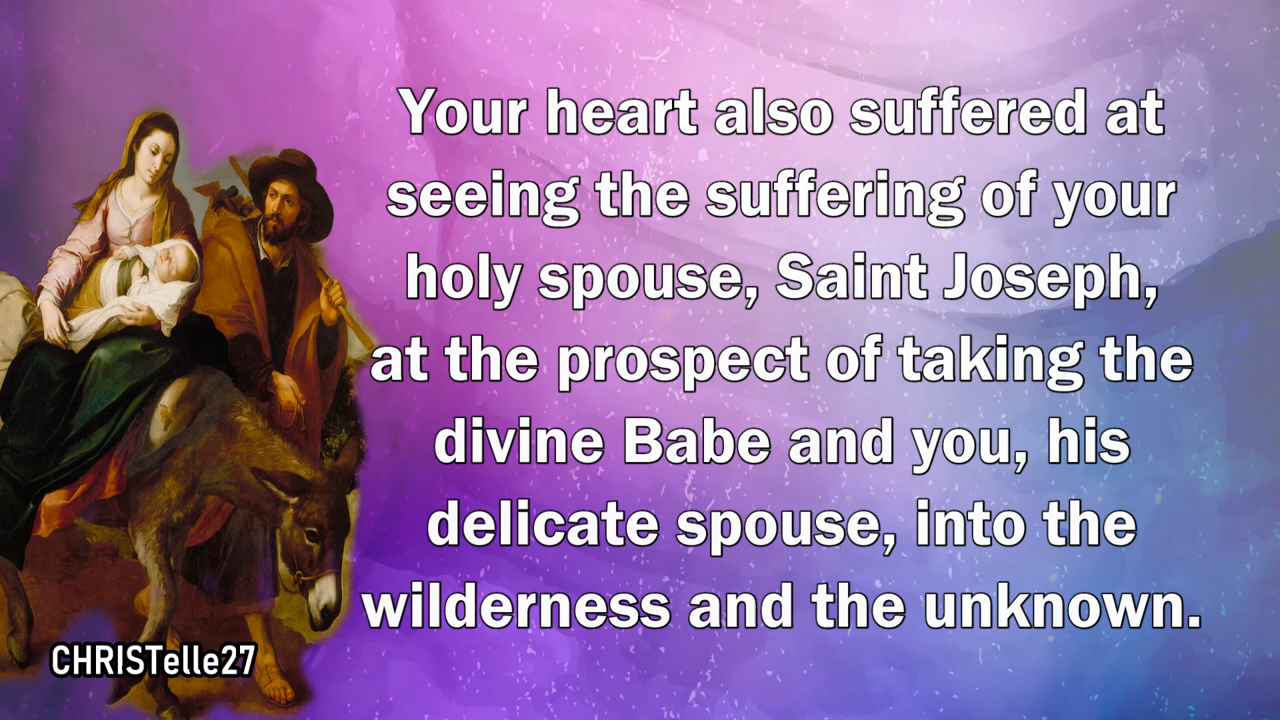 Your heart also suffered at
seeing the suffering of your
holy spouse, Saint Joseph,
at the prospect of taking the
divine Babe and you, his
delicate spouse, into the
wilderness and the unknown.
CHRISTelle27